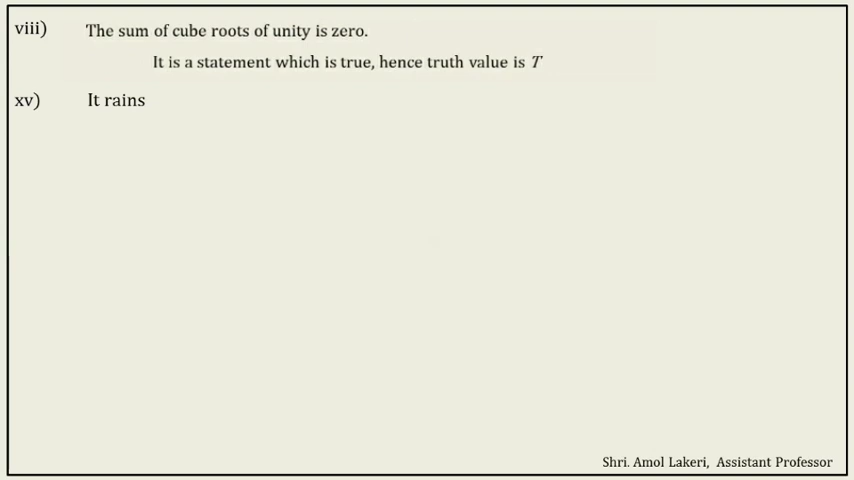 viii) The sum of cube roots of unity is zero.
It is a statement which is true, hence truth value is T
xv) It rains
Shri. Amol Lakeri, Assistant Professor